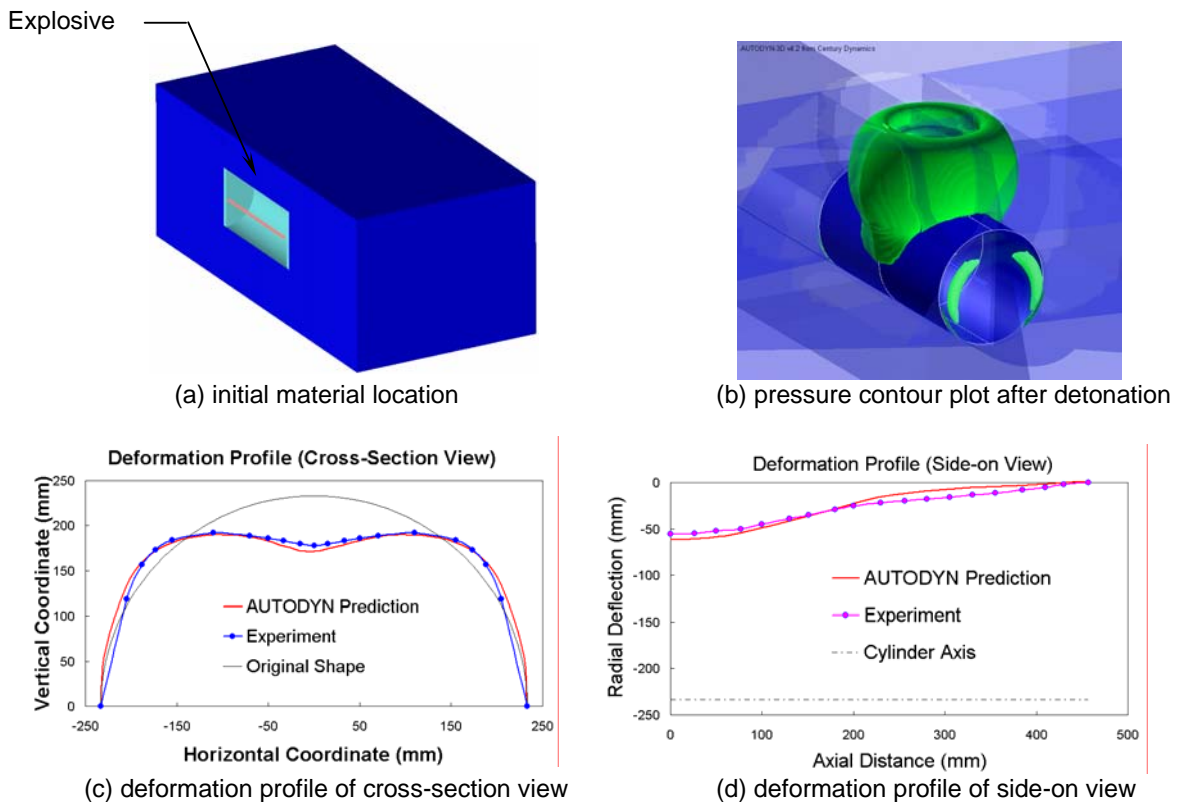 Explosive
AUTODYN-3D v4.2 from Century Dynamics
(a) initial material location
(b) pressure contour plot after detonation
Deformation Profile (Cross-Section View)
Vertical Coordinate (mm)
250
200
150
100
50
0
-250
-150
-50
50
150
250
AUTODYN Prediction
Experiment
Original Shape
Horizontal Coordinate (mm)
(c) deformation profile of cross-section view
Deformation Profile (Side-on View)
Radial Deflection (mm)
0
-50
-100
-150
-200
-250
0
100
200
300
400
500
AUTODYN Prediction
Experiment
Cylinder Axis
Axial Distance (mm)
(d) deformation profile of side-on view